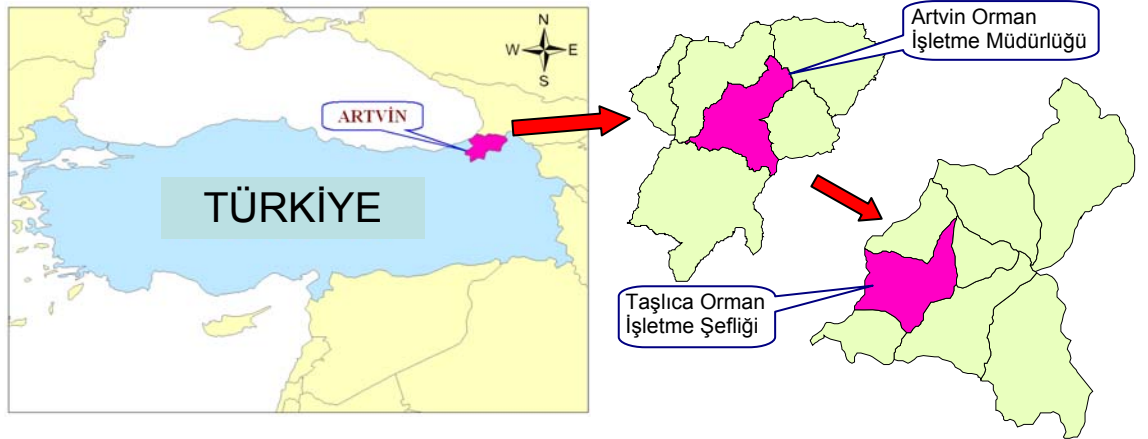 N
W
E
S
ARTVİN
TÜRKİYE
Artvin Orman
İşletme Müdürlüğü
Taşlıca Orman
İşletme Şefliği